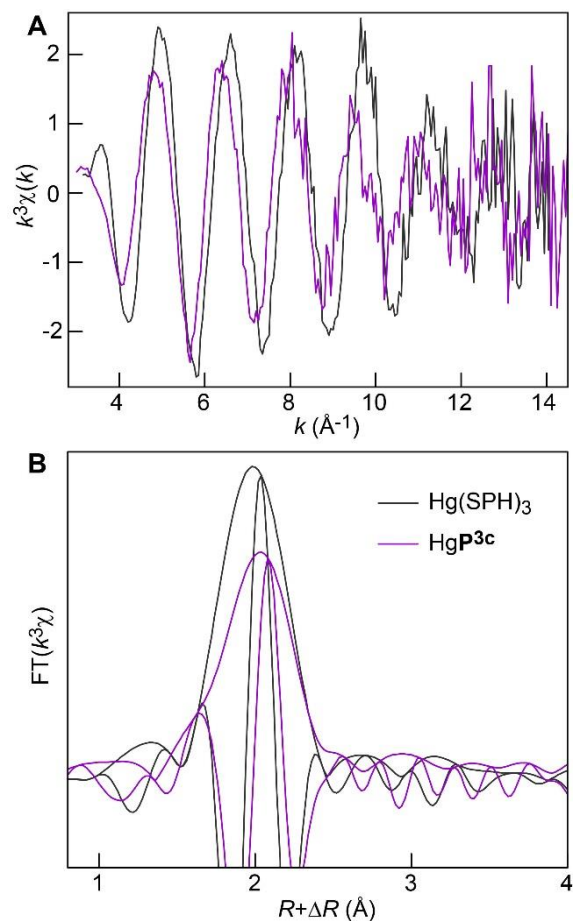 A
k³χ(k)
2
1
0
-1
-2
4
6
8
10
12
14
k (Å⁻¹)
B
Hg(SPH)₃
HgP³ᶜ
FT(k³χ)
1
2
3
4
R+ΔR (Å)